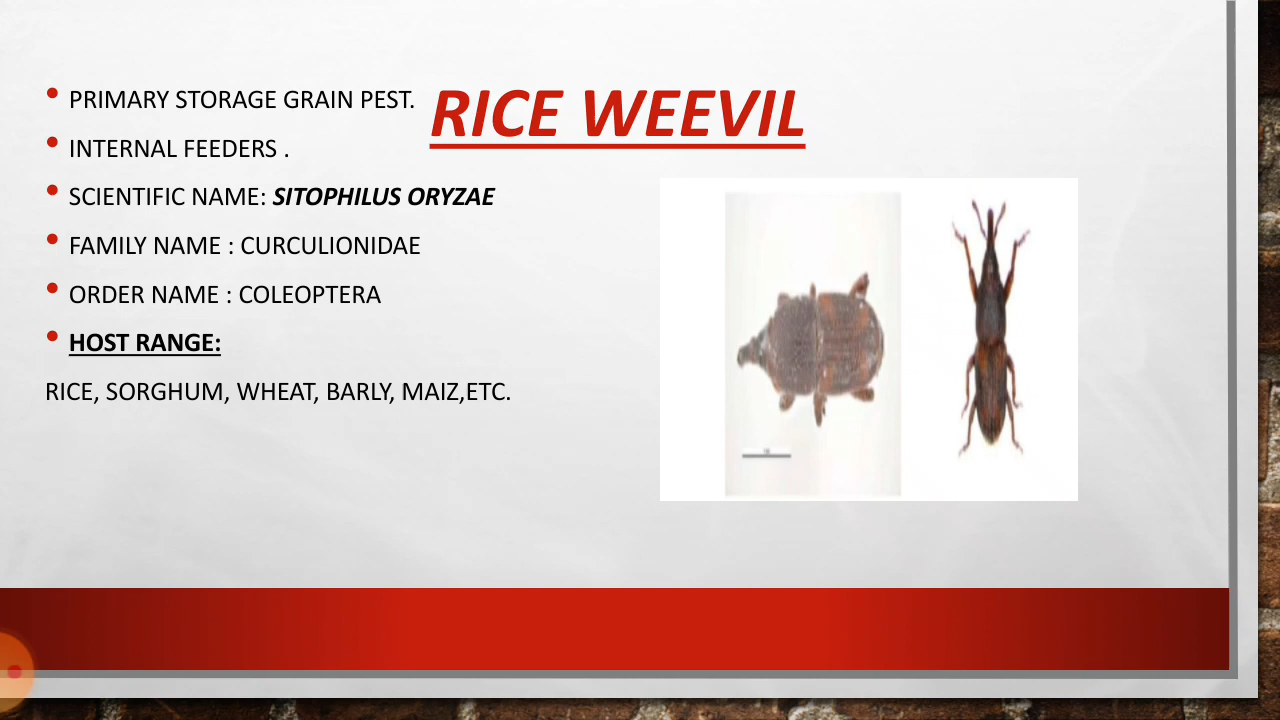 RICE WEEVIL
• PRIMARY STORAGE GRAIN PEST.
• INTERNAL FEEDERS .
• SCIENTIFIC NAME: SITOPHILUS ORYZAE
• FAMILY NAME : CURCULIONIDAE
• ORDER NAME : COLEOPTERA
• HOST RANGE:
RICE, SORGHUM, WHEAT, BARLY, MAIZ,ETC.